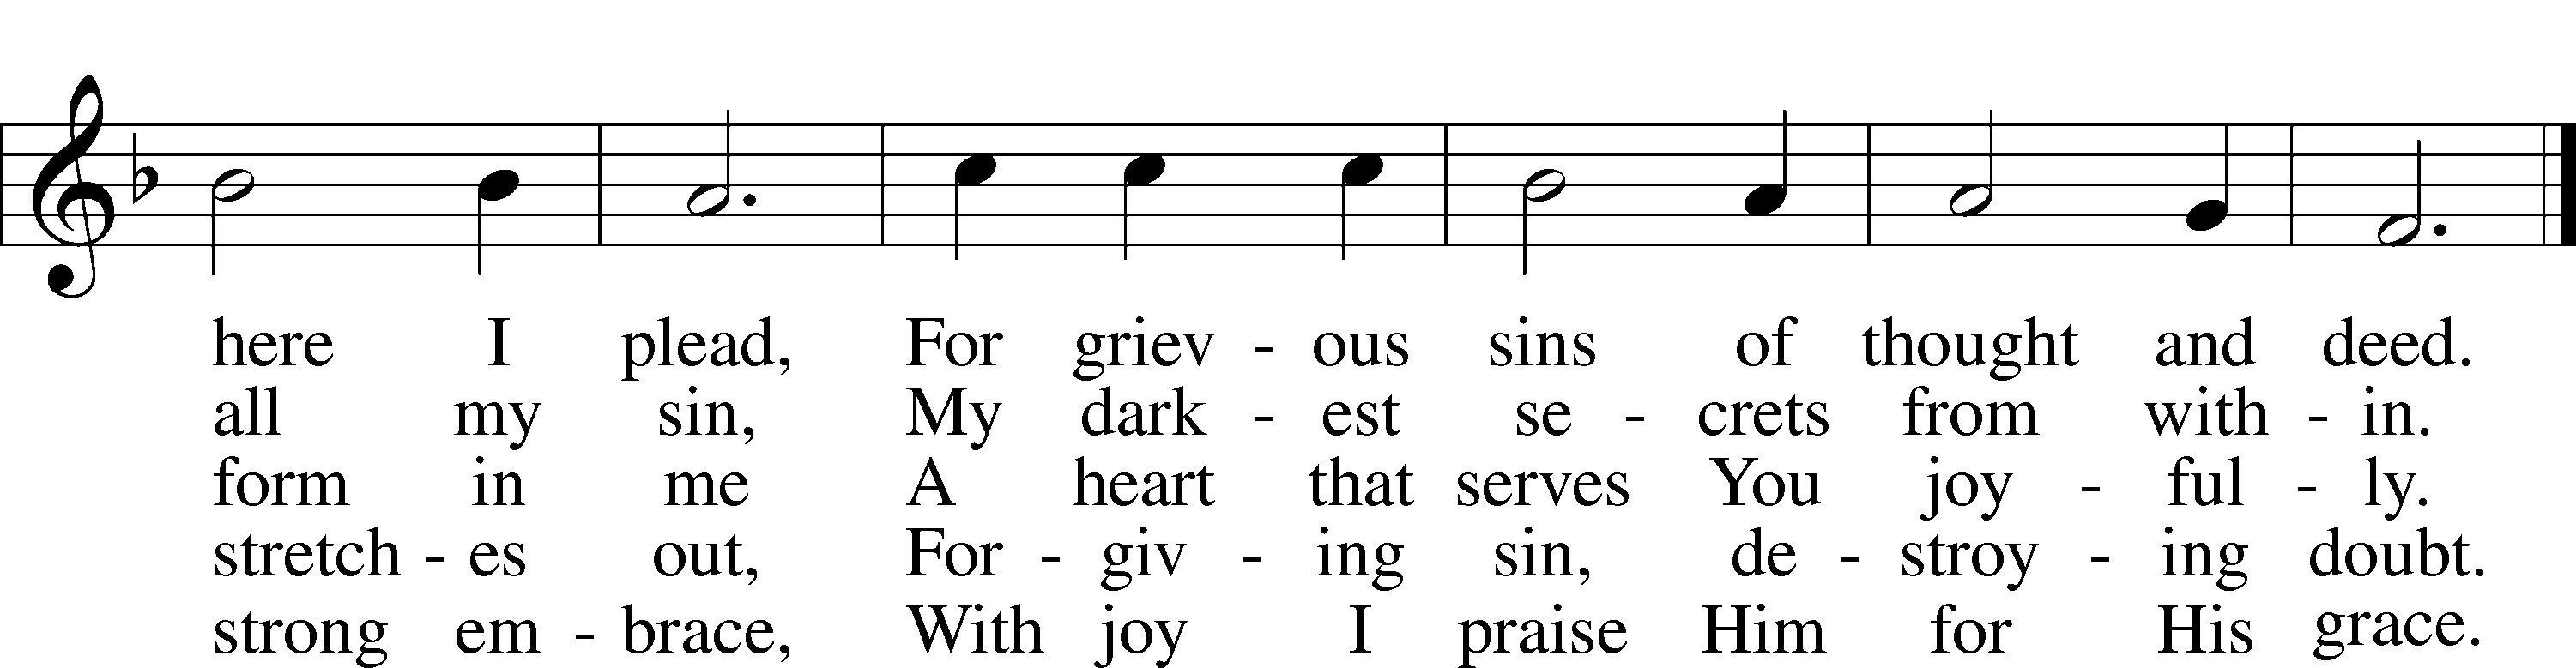 here I plead, For griev - ous sins of thought and deed.
all my sin, My dark - est se - crets from with - in.
form in me A heart that serves You joy - ful - ly.
stretch - es out, For - giv - ing sin, de - stroy - ing doubt.
strong em - brace, With joy I praise Him for His grace.